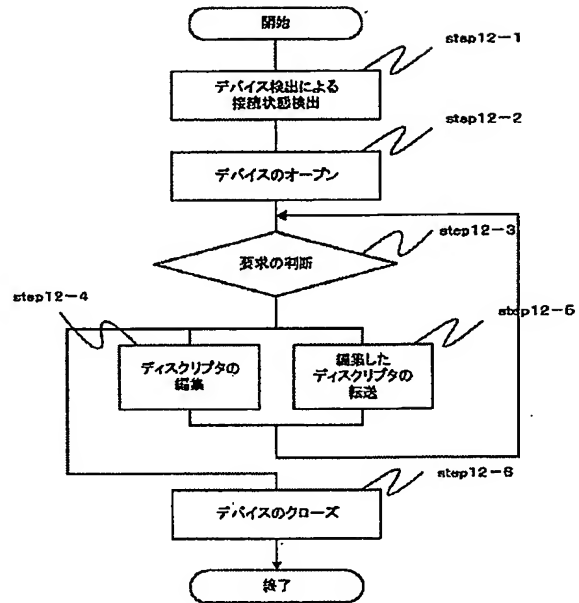 開始
step12-1
デバイス検出による
接続状態検出
step12-2
デバイスのオープン
step12-3
要求の判断
step12-4
step12-5
ディスクリプタの
編集
編集した
ディスクリプタの
転送
step12-6
デバイスのクローズ
終了